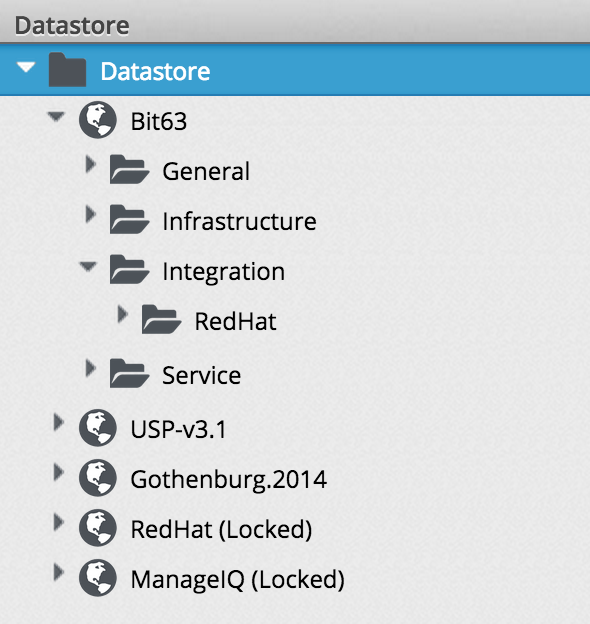 Datastore
Datastore
Bit63
General
Infrastructure
Integration
RedHat
Service
USP-v3.1
Gothenburg.2014
RedHat (Locked)
ManageIQ (Locked)